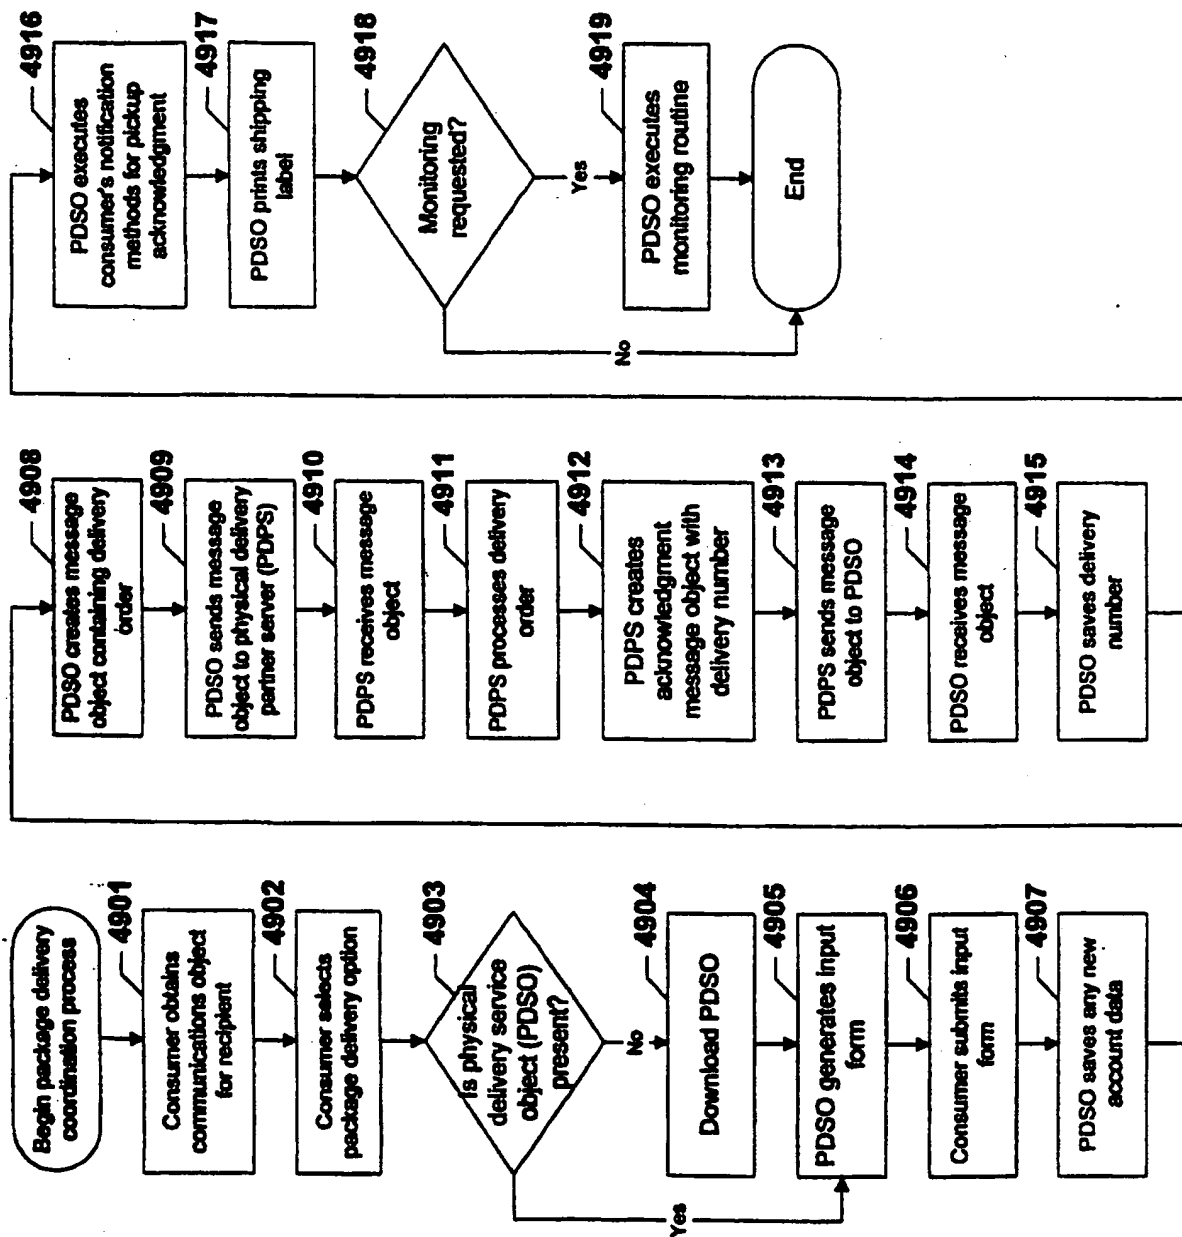 Begin package delivery
coordination process
4901
Consumer obtains
communications object
for recipient
4902
Consumer selects
package delivery option
4903
Is physical
delivery service
object (PDSO)
present?
No
Yes
4904
Download PDSO
4905
PDSO generates input
form
4906
Consumer submits input
form
4907
PDSO saves any new
account data
4908
PDSO creates message
object containing delivery
order
4909
PDSO sends message
object to physical delivery
partner server (PDPS)
4910
PDPS receives message
object
4911
PDPS processes delivery
order
4912
PDPS creates
acknowledgment
message object with
delivery number
4913
PDPS sends message
object to PDSO
4914
PDSO receives message
object
4915
PDSO saves delivery
number
4916
PDSO executes
consumer's notification
methods for pickup
acknowledgment
4917
PDSO prints shipping
label
4918
Monitoring
requested?
Yes
No
4919
PDSO executes
monitoring routine
End